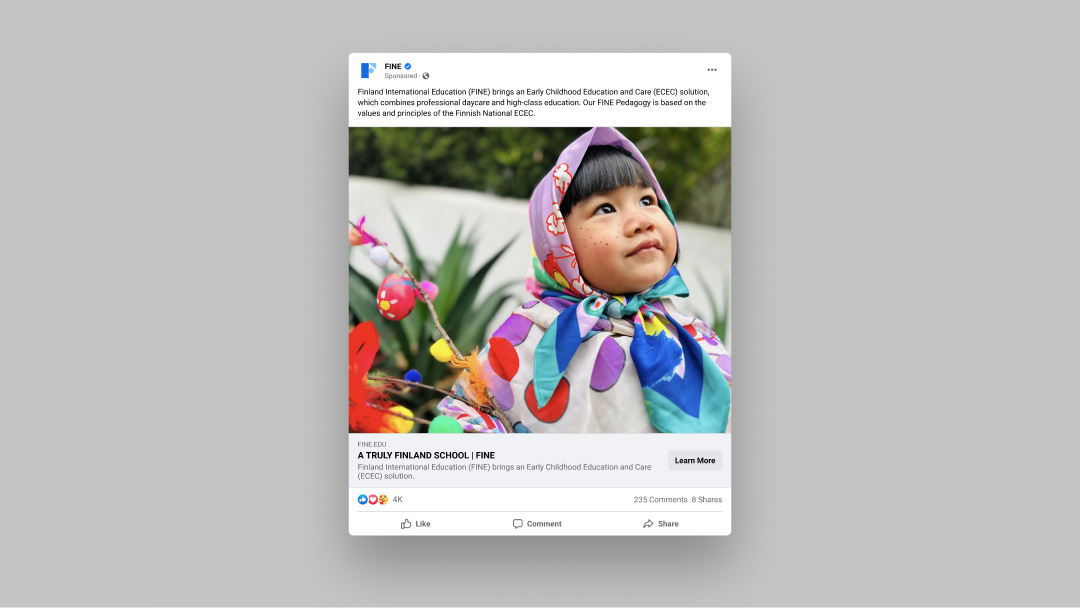 FINE
Sponsored ·
Finland International Education (FINE) brings an Early Childhood Education and Care (ECEC) solution,
which combines professional daycare and high-class education. Our FINE Pedagogy is based on the
values and principles of the Finnish National ECEC.
FINE.EDU
A TRULY FINLAND SCHOOL | FINE
Finland International Education (FINE) brings an Early Childhood Education and Care
(ECEC) solution.
Learn More
4K
235 Comments 8 Shares
Like
Comment
Share